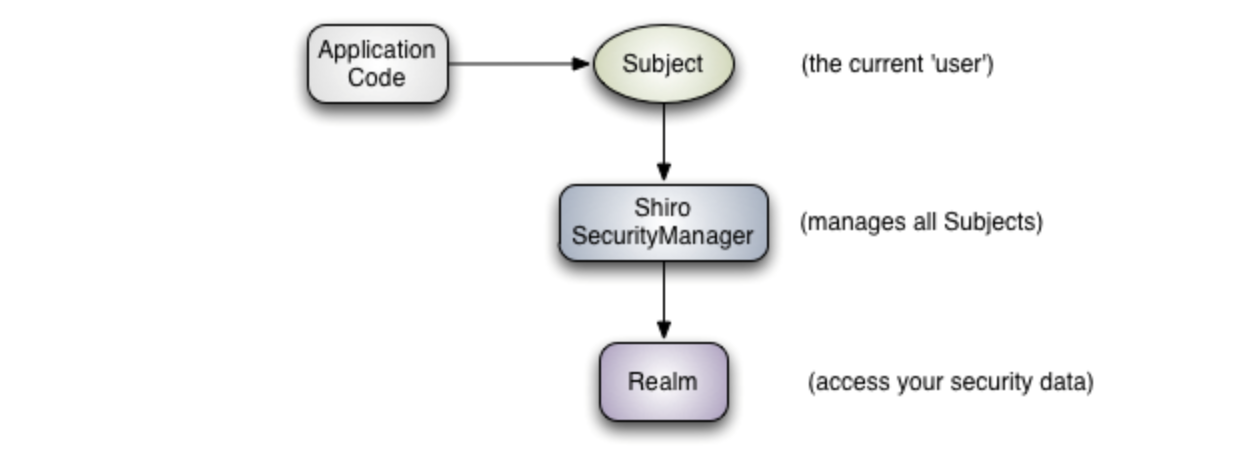 Application
Code
Subject
(the current 'user')
Shiro
SecurityManager
(manages all Subjects)
Realm
(access your security data)